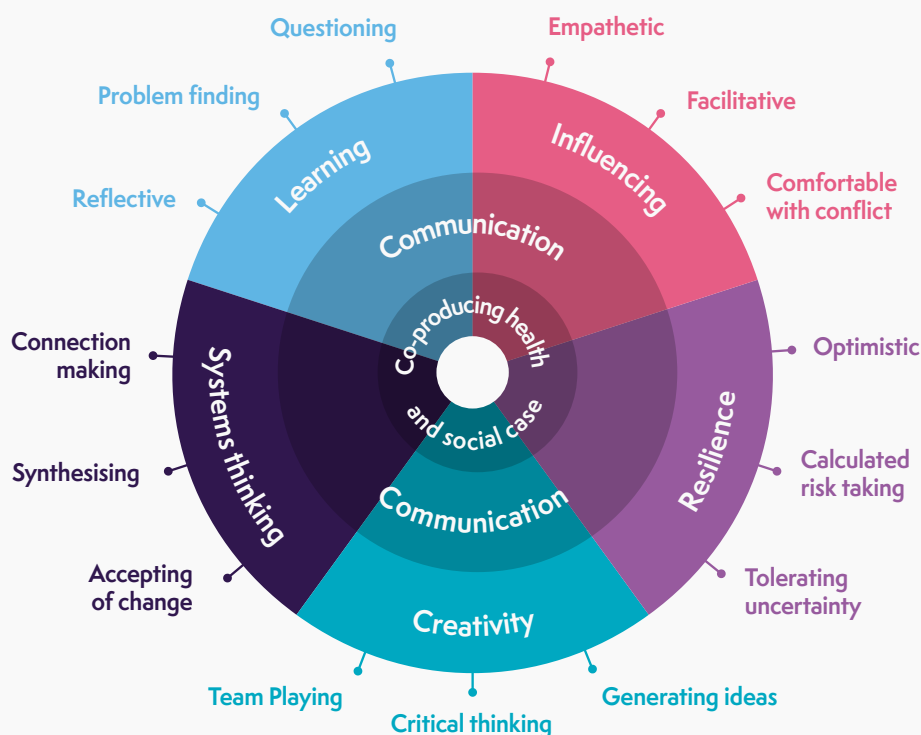 Questioning
Problem finding
Reflective
Learning
Empathetic
Facilitative
Comfortable
with conflict
Influencing
Communication
Co-producing health
and social case
Communication
Connection
making
Synthesising
Accepting
of change
Systems thinking
Optimistic
Calculated
risk taking
Tolerating
uncertainty
Resilience
Creativity
Team Playing
Critical thinking
Generating ideas